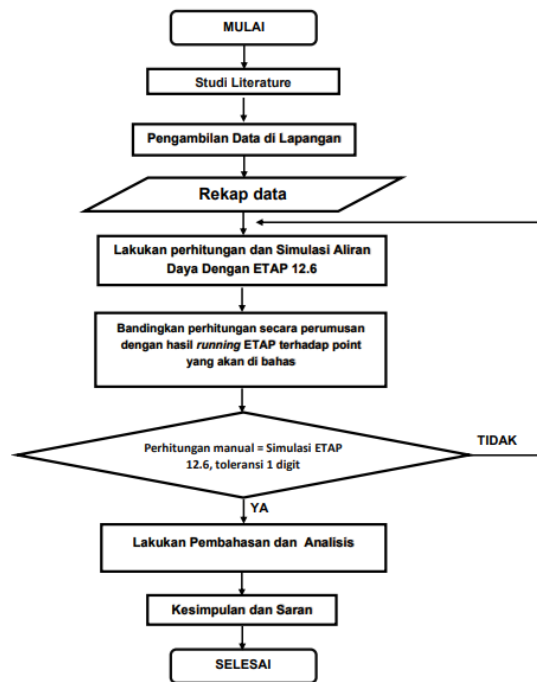 MULAI
Studi Literature
Pengambilan Data di Lapangan
Rekap data
Lakukan perhitungan dan Simulasi Aliran
Daya Dengan ETAP 12.6
Bandingkan perhitungan secara perumusan
dengan hasil running ETAP terhadap point
yang akan di bahas
Perhitungan manual = Simulasi ETAP
12.6, toleransi 1 digit
TIDAK
YA
Lakukan Pembahasan dan Analisis
Kesimpulan dan Saran
SELESAI